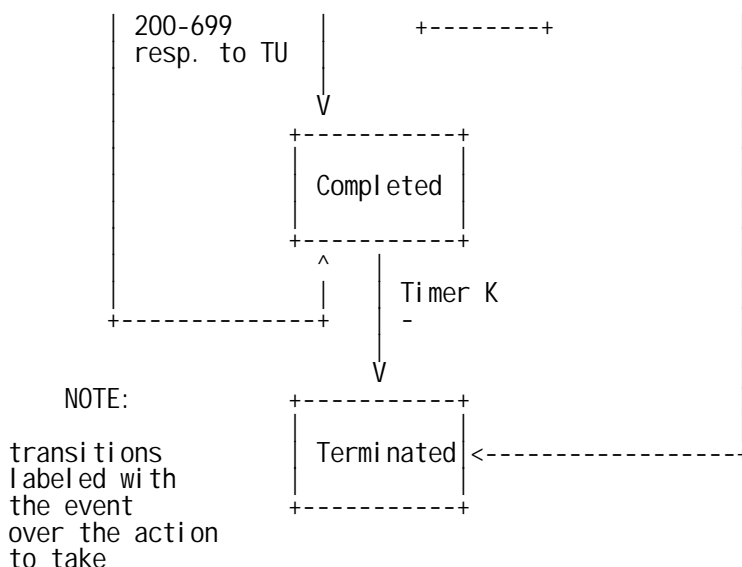 200-699
resp. to TU
Completed
Timer K
-
NOTE:
Terminated
transitions
labeled with
the event
over the action
to take